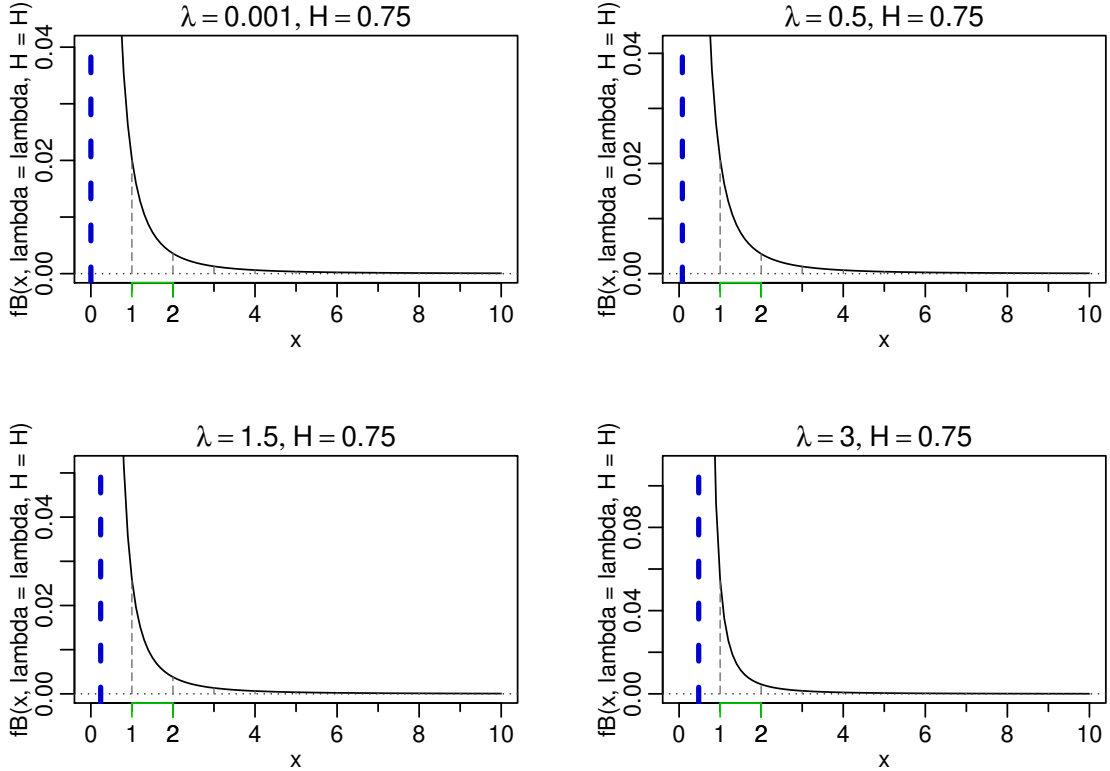 λ = 0.001, H = 0.75
fB(x, lambda = lambda, H = H)
0.00 0.02 0.04
0 1 2 4 6 8 10
x
λ = 0.5, H = 0.75
fB(x, lambda = lambda, H = H)
0.00 0.02 0.04
0 1 2 4 6 8 10
x
λ = 1.5, H = 0.75
fB(x, lambda = lambda, H = H)
0.00 0.02 0.04
0 1 2 4 6 8 10
x
λ = 3, H = 0.75
fB(x, lambda = lambda, H = H)
0.00 0.04 0.08
0 1 2 4 6 8 10
x